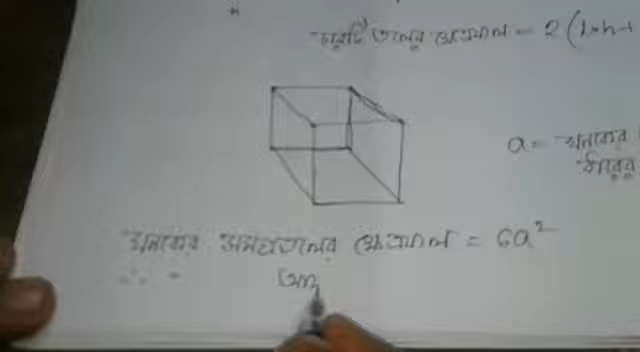 চারটি তলের ক্ষেত্রফল = 2 (L×h+
a = ঘনকের
ধারের
ঘনকের সমগ্রতলের ক্ষেত্রফল = 6a²
∴ "